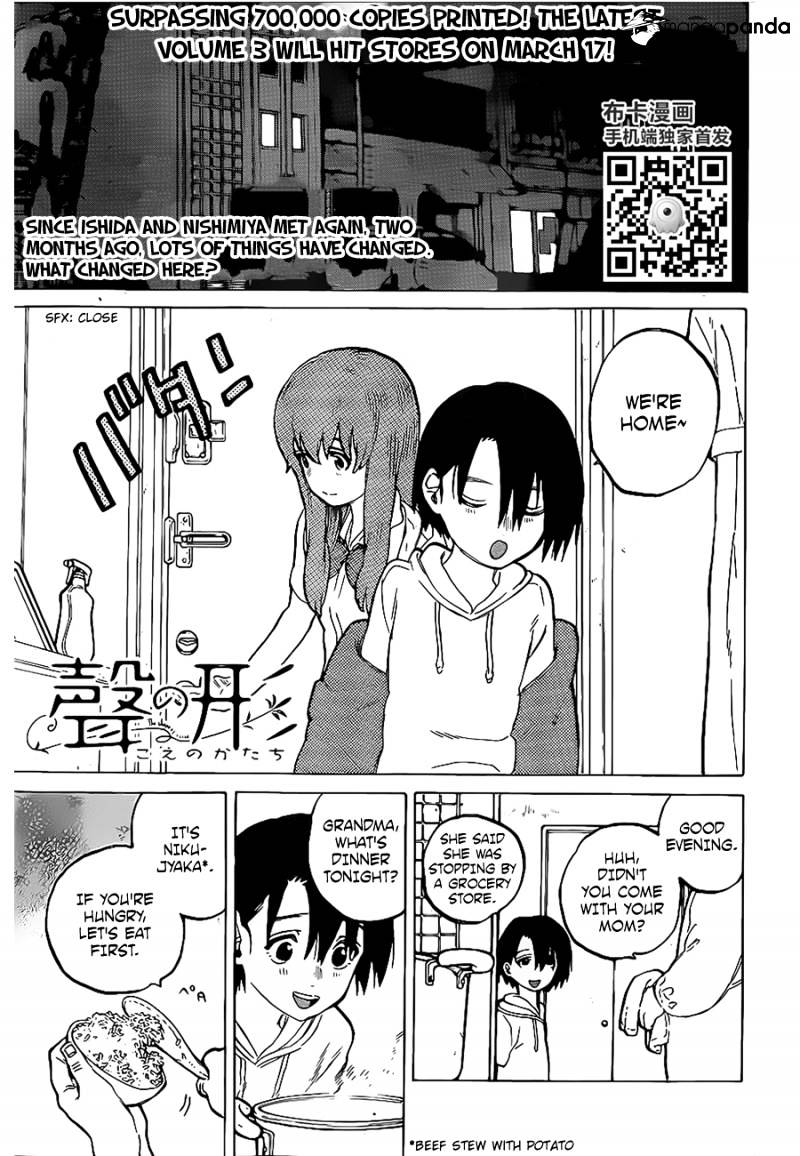 SURPASSING 700,000 COPIES PRINTED! THE LATEST
VOLUME 3 WILL HIT STORES ON MARCH 17!
mangapanda
布卡漫画
手机端独家首发
SINCE ISHIDA AND NISHIMIYA MET AGAIN, TWO
MONTHS AGO, LOTS OF THINGS HAVE CHANGED.
WHAT CHANGED HERE?
SFX: CLOSE
バタン
WE'RE
HOME~
聲の形
こえのかたち
GOOD
EVENING.
HUH,
DIDN'T
YOU COME
WITH YOUR
MOM?
SHE SAID
SHE WAS
STOPPING BY
A GROCERY
STORE.
GRANDMA,
WHAT'S
DINNER
TONIGHT?
IT'S
NIKU-
JYAKA*.
IF YOU'RE
HUNGRY,
LET'S EAT
FIRST.
*BEEF STEW WITH POTATO